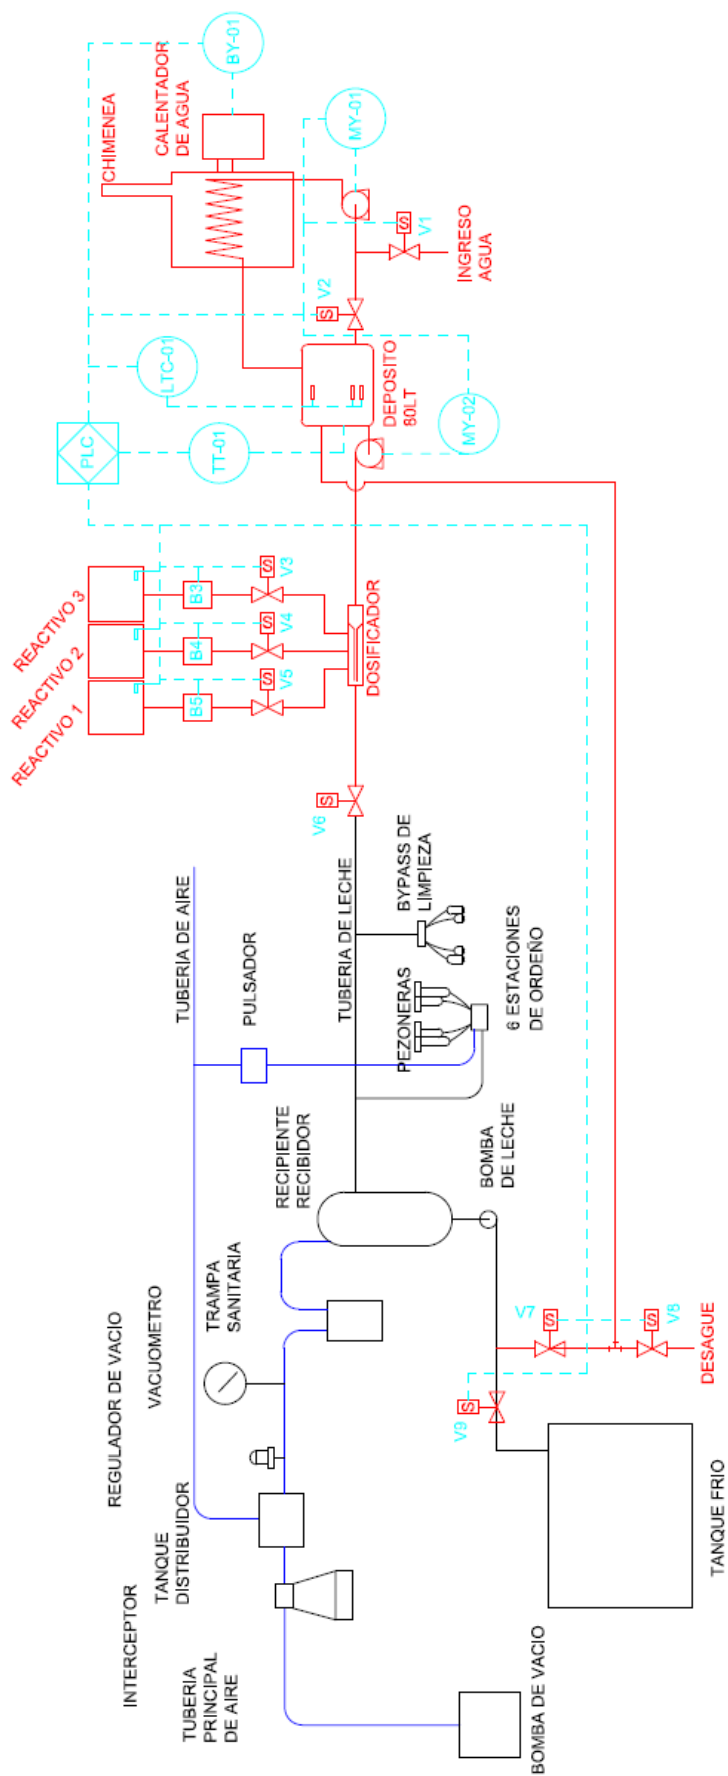 BY-01
CHIMENEA
CALENTADOR
DE AGUA
MY-01
S
V1
INGRESO
AGUA
S
V2
LTC-01
DEPOSITO
80LT
MY-02
PLC
TT-01
REACTIVO 3
REACTIVO 2
REACTIVO 1
B3
B4
B5
S
V3
S
V4
S
V5
DOSIFICADOR
S
V6
TUBERIA DE AIRE
TUBERIA DE LECHE
BYPASS DE
LIMPIEZA
PULSADOR
PEZONERAS
6 ESTACIONES
DE ORDEÑO
RECIPIENTE
RECIBIDOR
BOMBA
DE LECHE
TRAMPA
SANITARIA
VACUOMETRO
REGULADOR DE VACIO
S
V7
S
V8
DESAGUE
S
V9
TANQUE
DISTRIBUIDOR
INTERCEPTOR
TUBERIA
PRINCIPAL
DE AIRE
TANQUE FRIO
BOMBA DE VACIO